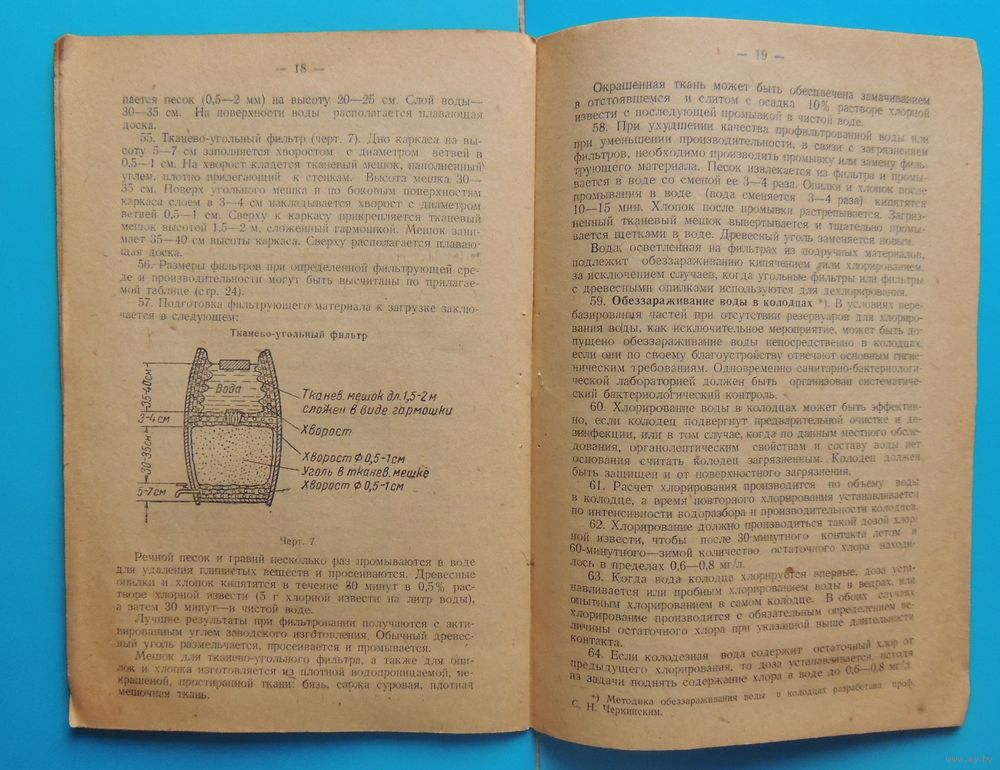 — 18 —
пается песок (0,5—2 мм) на высоту 20—25 см. Слой воды—
30—35 см. На поверхности воды располагается плавающая
доска.
55. Тканево-угольный фильтр (черт. 7). Дно каркаса на вы-
соту 5—7 см заполняется хворостом с диаметром ветвей в
0,5—1 см. На хворост кладется тканевый мешок, наполненный
углем, плотно прилегающий к стенкам. Высота мешка 30—
35 см. Поверх угольного мешка и по боковым поверхностям
каркаса слоем в 3—4 см накладывается хворост с диаметром
ветвей 0,5—1 см. Сверху к каркасу прикрепляется тканевый
мешок высотой 1,5—2 м, сложенный гармошкой. Мешок зани-
мает 35—40 см высоты каркаса. Сверху располагается плаваю-
щая доска.
56. Размеры фильтров при определенной фильтрующей сре-
де и производительности могут быть высчитаны по прилагае-
мой таблице (стр. 24).
57. Подготовка фильтрующего материала к загрузке заклю-
чается в следующем:
Тканево-угольный фильтр
Вода
3-4 см
30-35см
5-7 см
Тканев. мешок дл. 1,5-2 м
сложен в виде гармошки
Хворост
Хворост Ф 0,5-1см
Уголь в тканев. мешке
Хворост Ф 0,5-1 см
Черт. 7
Речной песок и гравий несколько раз промываются в воде
для удаления глинистых веществ и просеиваются. Древесные
опилки и хлопок кипятятся в течение 30 минут в 0,5% рас-
творе хлорной извести (5 г хлорной извести на литр воды),
а затем 30 минут—в чистой воде.
Лучшие результаты при фильтровании получаются с акти-
вированным углем заводского изготовления. Обычный древес-
ный уголь размельчается, просеивается и промывается.
Мешок для тканево-угольного фильтра, а также для опи-
лок и хлопка изготовляется из плотной водопроницаемой, не-
крашеной, простиранной ткани: бязь, саржа суровая, плотная
мешочная ткань.
— 19 —
Окрашенная ткань может быть обесцвечена замачиванием
в отстоявшемся и слитом с осадка 10% растворе хлорной
извести с последующей промывкой в чистой воде.
58. При ухудшении качества профильтрованной воды или
при уменьшении производительности, в связи с загрязнением
фильтров, необходимо производить промывку или замену филь-
трующего материала. Песок извлекается из фильтра и промы-
вается в воде со сменой ее 3—4 раза. Опилки и хлопок после
промывания в воде (вода сменяется 3—4 раза) кипятятся
10—15 мин. Хлопок после промывки растрепывается. Загряз-
ненный тканевый мешок вывертывается и тщательно промы-
вается щетками в воде. Древесный уголь заменяется новым.
Вода, осветленная на фильтрах из подручных материалов,
подлежит обеззараживанию кипячением или хлорированием,
за исключением случаев, когда угольные фильтры или фильтры
с древесными опилками используются для дехлорирования.
59. Обеззараживание воды в колодцах *). В условиях пере-
базирования частей при отсутствии резервуаров для хлориро-
вания воды, как исключительное мероприятие, может быть до-
пущено обеззараживание воды непосредственно в колодцах,
если они по своему благоустройству отвечают основным гигие-
ническим требованиям. Одновременно санитарно-бактериологи-
ческой лабораторией должен быть организован систематиче-
ский бактериологический контроль.
60. Хлорирование воды в колодцах может быть эффектив-
но, если колодец подвергнут предварительной очистке и де-
зинфекции, или в том случае, когда по данным местного обсле-
дования, органолептическим свойствам и составу воды нет
основания считать колодец загрязненным. Колодец должен
быть защищен и от поверхностного загрязнения.
61. Расчет хлорирования производится по объему воды
в колодце, а время повторного хлорирования устанавливается
по интенсивности водоразбора и производительности колодцев.
62. Хлорирование должно производиться такой дозой хлор-
ной извести, чтобы после 30-минутного контакта летом и
60-минутного—зимой количество остаточного хлора находи-
лось в пределах 0,6—0,8 мг/л.
63. Когда вода колодца хлорируется впервые, доза уста-
навливается или пробным хлорированием воды в ведрах, или
опытным хлорированием в самом колодце. В обоих случаях
хлорирование производится с обязательным определением ве-
личины остаточного хлора при указанной выше длительности
контакта.
64. Если колодезная вода содержит остаточный хлор от
предыдущего хлорирования, то доза устанавливается, исходя
из задачи поднять содержание хлора в воде до 0,6—0,8 мг/л.
*) Методика обеззараживания воды в колодцах разработана проф.
С. Н. Черкинским.